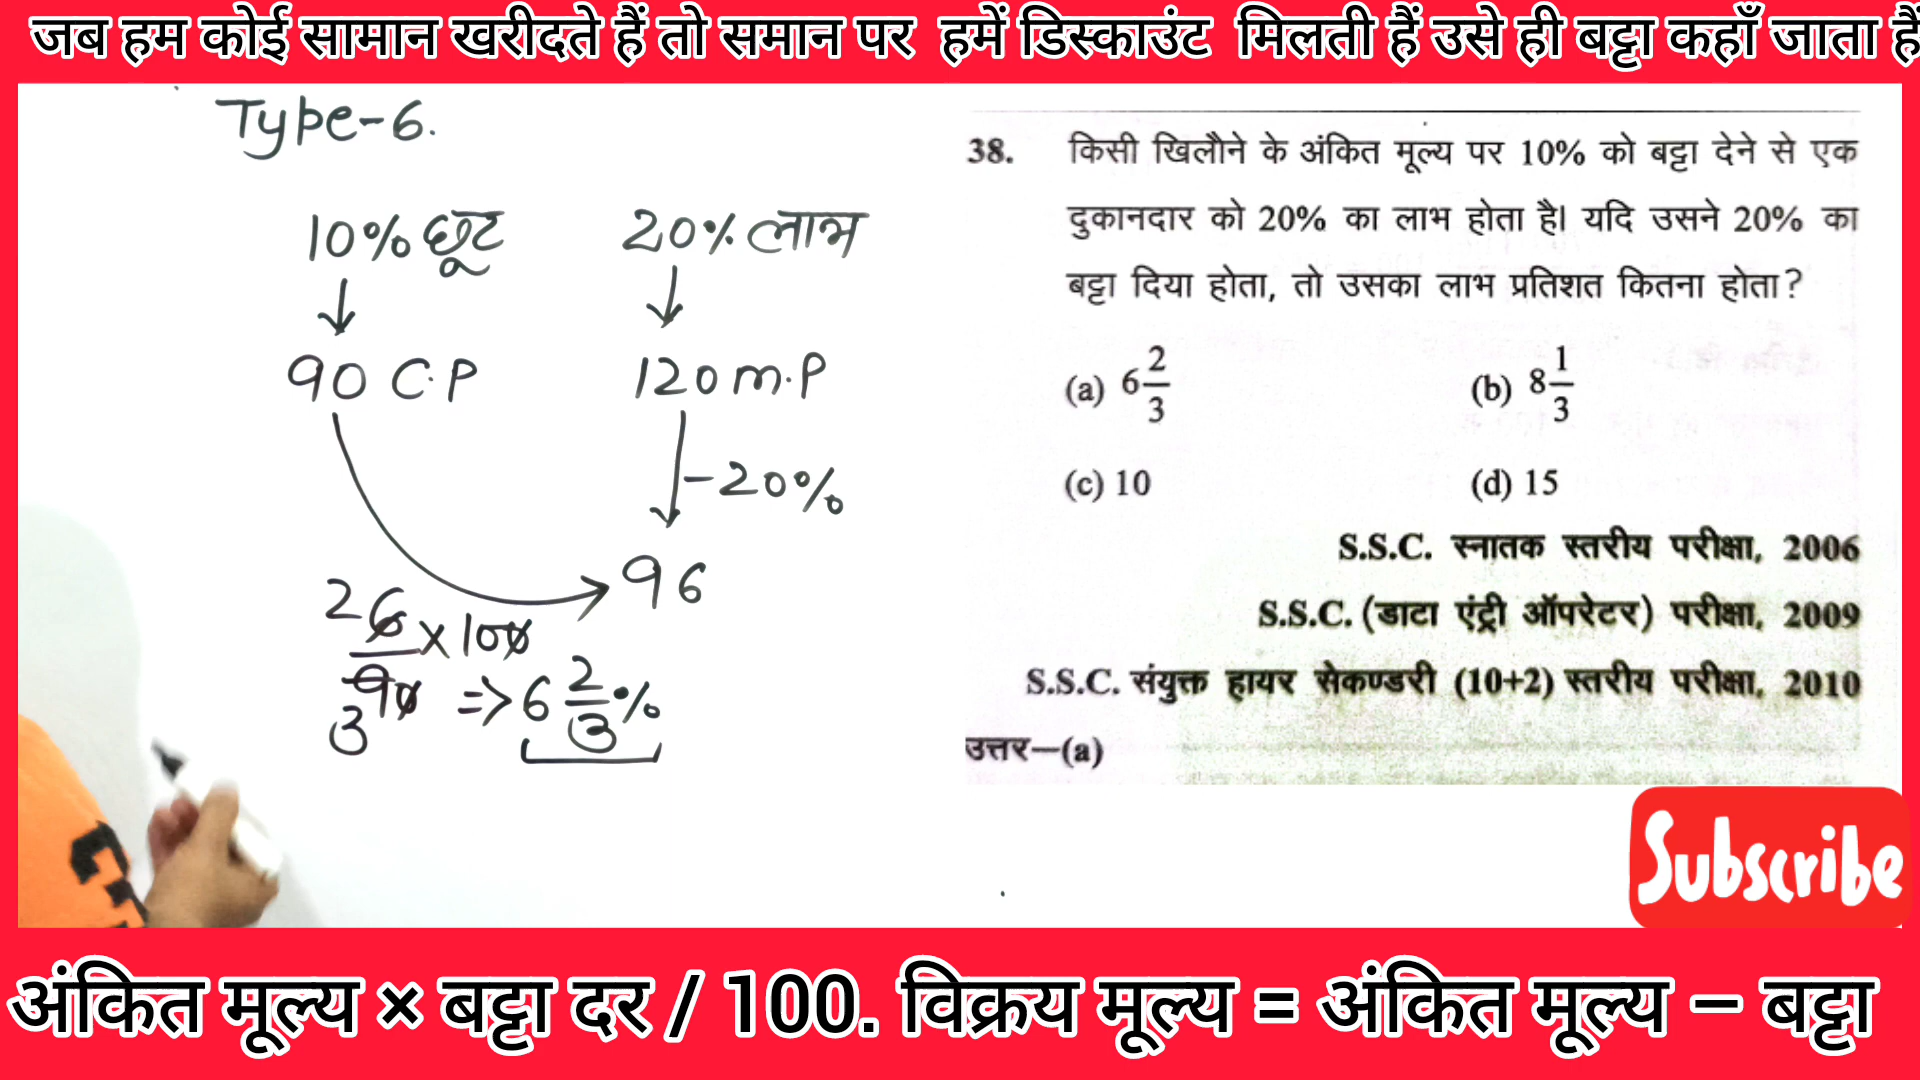 जब हम कोई सामान खरीदते हैं तो समान पर हमें डिस्काउंट मिलती हैं उसे ही बट्टा कहाँ जाता हैं
Type-6.
10% छूट 20% लाभ
90 C.P 120 m.P
-20%
96
2 6 x 100
3 90 => 6 2/3 %
38. किसी खिलौने के अंकित मूल्य पर 10% को बट्टा देने से एक
दुकानदार को 20% का लाभ होता है। यदि उसने 20% का
बट्टा दिया होता, तो उसका लाभ प्रतिशत कितना होता?
(a) 6 2/3 (b) 8 1/3
(c) 10 (d) 15
S.S.C. स्नातक स्तरीय परीक्षा, 2006
S.S.C. (डाटा एंट्री ऑपरेटर) परीक्षा, 2009
S.S.C. संयुक्त हायर सेकण्डरी (10+2) स्तरीय परीक्षा, 2010
उत्तर—(a)
Subscribe
अंकित मूल्य × बट्टा दर / 100. विक्रय मूल्य = अंकित मूल्य – बट्टा